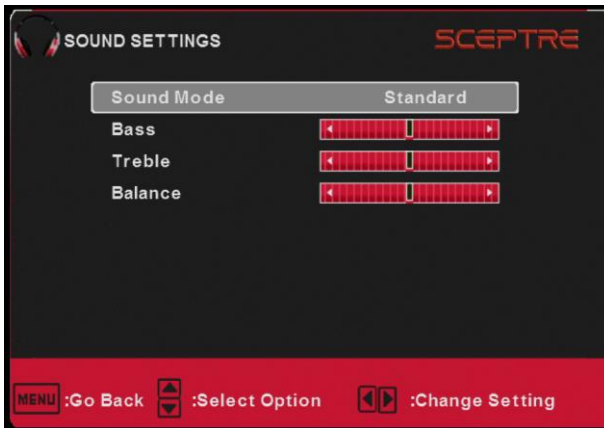 SOUND SETTINGS
SCEPTRE
Sound Mode Standard
Bass
Treble
Balance
MENU :Go Back :Select Option :Change Setting